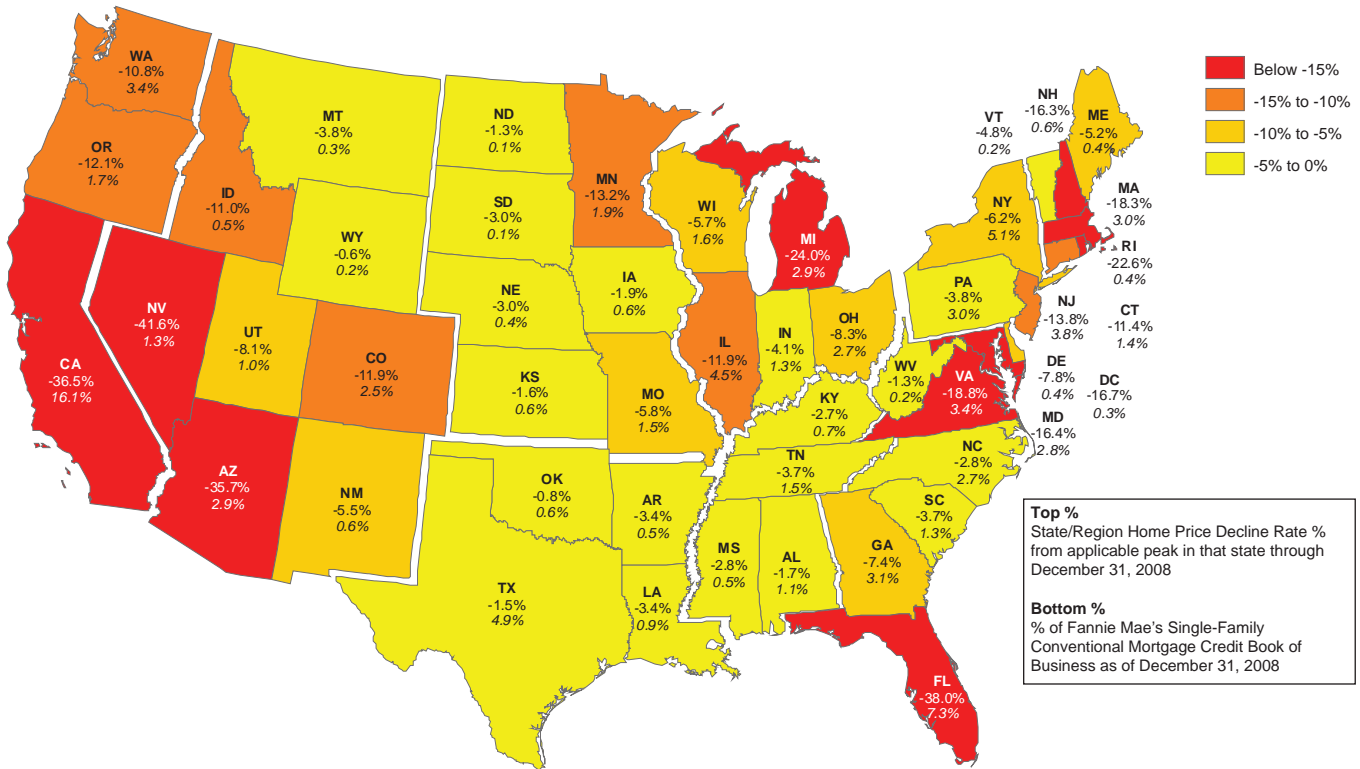 WA
-10.8%
3.4%
OR
-12.1%
1.7%
ID
-11.0%
0.5%
MT
-3.8%
0.3%
WY
-0.6%
0.2%
ND
-1.3%
0.1%
SD
-3.0%
0.1%
NE
-3.0%
0.4%
KS
-1.6%
0.6%
MN
-13.2%
1.9%
IA
-1.9%
0.6%
WI
-5.7%
1.6%
MI
-24.0%
2.9%
CA
-36.5%
16.1%
NV
-41.6%
1.3%
UT
-8.1%
1.0%
CO
-11.9%
2.5%
AZ
-35.7%
2.9%
NM
-5.5%
0.6%
OK
-0.8%
0.6%
TX
-1.5%
4.9%
MO
-5.8%
1.5%
AR
-3.4%
0.5%
LA
-3.4%
0.9%
IL
-11.9%
4.5%
IN
-4.1%
1.3%
OH
-8.3%
2.7%
KY
-2.7%
0.7%
TN
-3.7%
1.5%
MS
-2.8%
0.5%
AL
-1.7%
1.1%
GA
-7.4%
3.1%
FL
-38.0%
7.3%
SC
-3.7%
1.3%
NC
-2.8%
2.7%
VA
-18.8%
3.4%
WV
-1.3%
0.2%
PA
-3.8%
3.0%
NY
-6.2%
5.1%
VT
-4.8%
0.2%
NH
-16.3%
0.6%
ME
-5.2%
0.4%
MA
-18.3%
3.0%
RI
-22.6%
0.4%
CT
-11.4%
1.4%
NJ
-13.8%
3.8%
DE
-7.8%
0.4%
DC
-16.7%
0.3%
MD
-16.4%
2.8%
Below -15%
-15% to -10%
-10% to -5%
-5% to 0%
Top %
State/Region Home Price Decline Rate %
from applicable peak in that state through
December 31, 2008
Bottom %
% of Fannie Mae's Single-Family
Conventional Mortgage Credit Book of
Business as of December 31, 2008